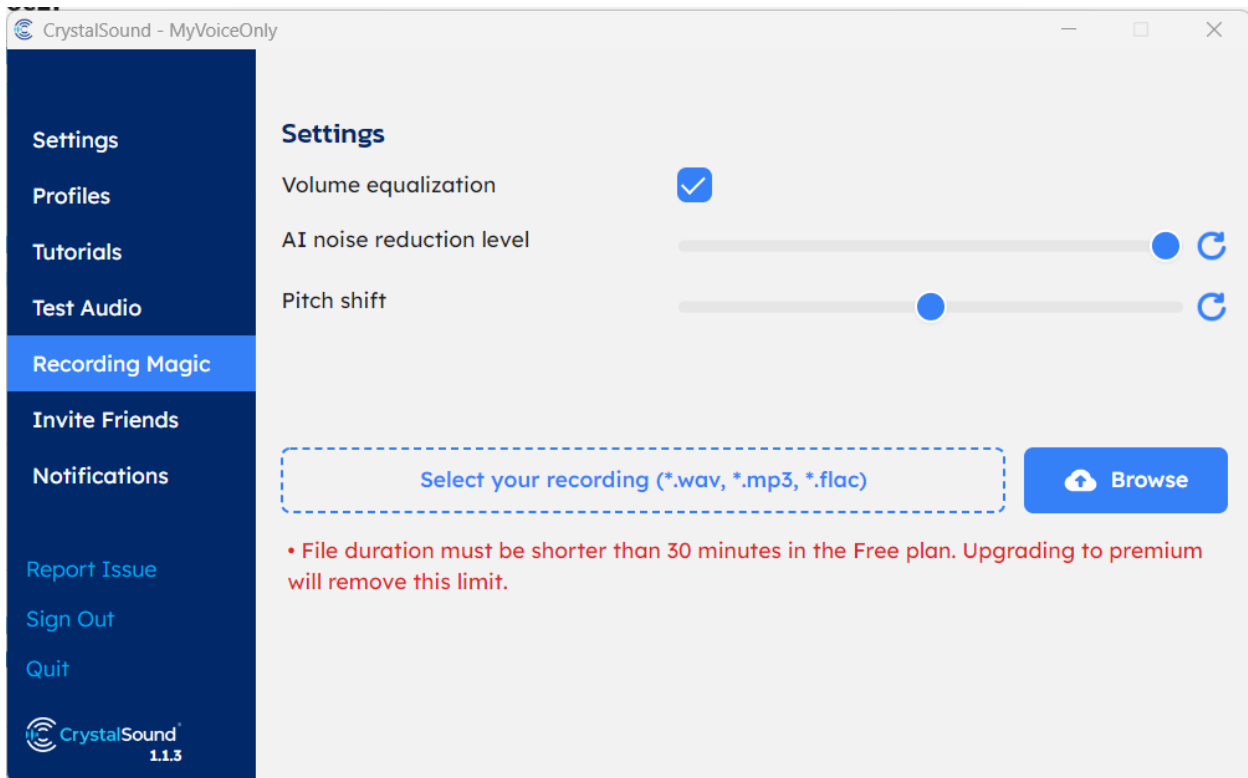 CrystalSound - MyVoiceOnly
Settings
Profiles
Tutorials
Test Audio
Recording Magic
Invite Friends
Notifications
Report Issue
Sign Out
Quit
CrystalSound
1.1.3
Settings
Volume equalization
AI noise reduction level
Pitch shift
Select your recording (*.wav, *.mp3, *.flac)
Browse
• File duration must be shorter than 30 minutes in the Free plan. Upgrading to premium
will remove this limit.